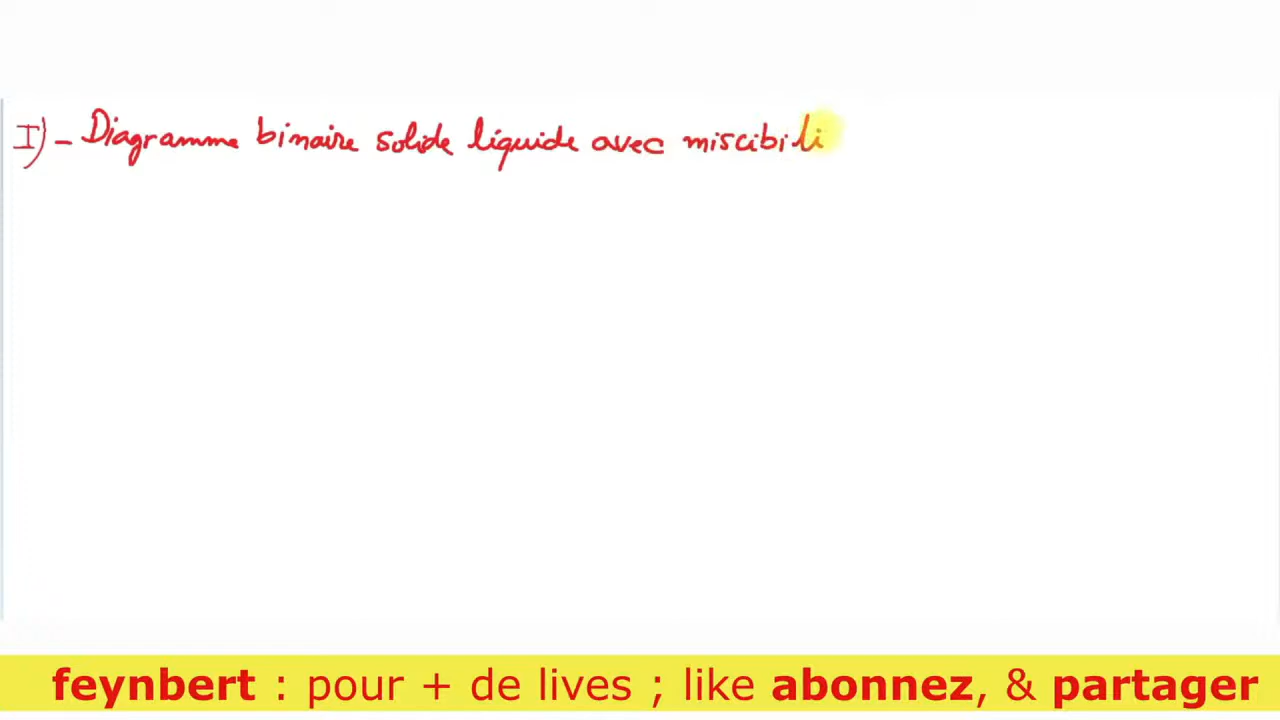 I) - Diagramme binaire solide liquide avec miscibili
feynbert : pour + de lives ; like abonnez, & partager